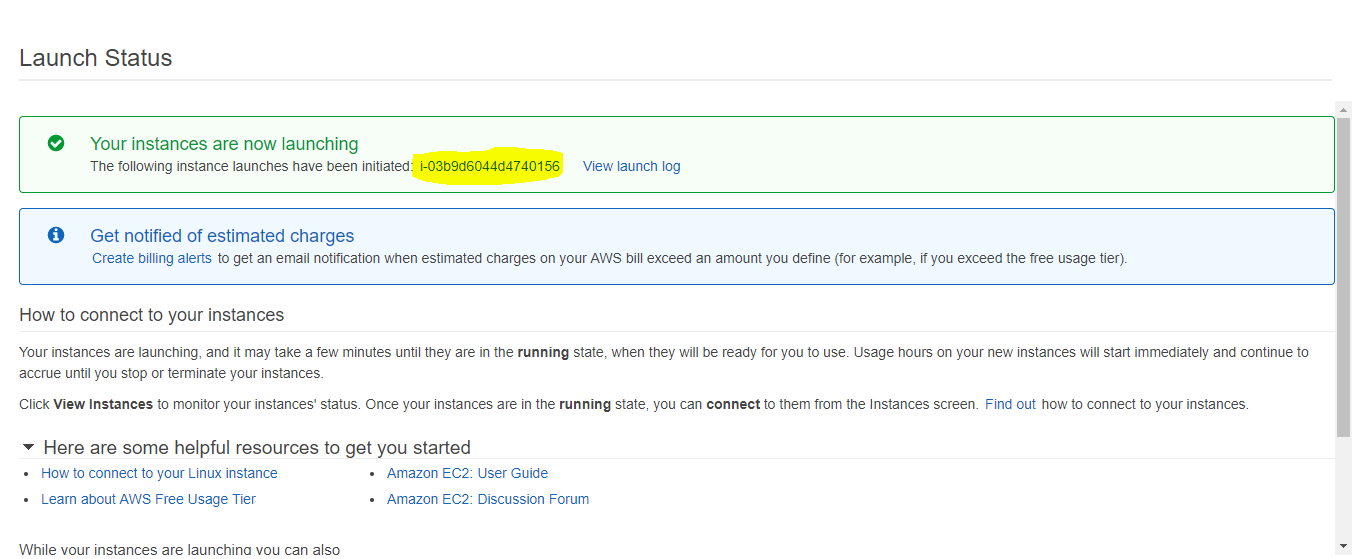 Launch Status
Your instances are now launching
The following instance launches have been initiated: i-03b9d6044d4740156 View launch log
Get notified of estimated charges
Create billing alerts to get an email notification when estimated charges on your AWS bill exceed an amount you define (for example, if you exceed the free usage tier).
How to connect to your instances
Your instances are launching, and it may take a few minutes until they are in the running state, when they will be ready for you to use. Usage hours on your new instances will start immediately and continue to
accrue until you stop or terminate your instances.
Click View Instances to monitor your instances' status. Once your instances are in the running state, you can connect to them from the Instances screen. Find out how to connect to your instances.
Here are some helpful resources to get you started
How to connect to your Linux instance
Learn about AWS Free Usage Tier
Amazon EC2: User Guide
Amazon EC2: Discussion Forum
While your instances are launching you can also